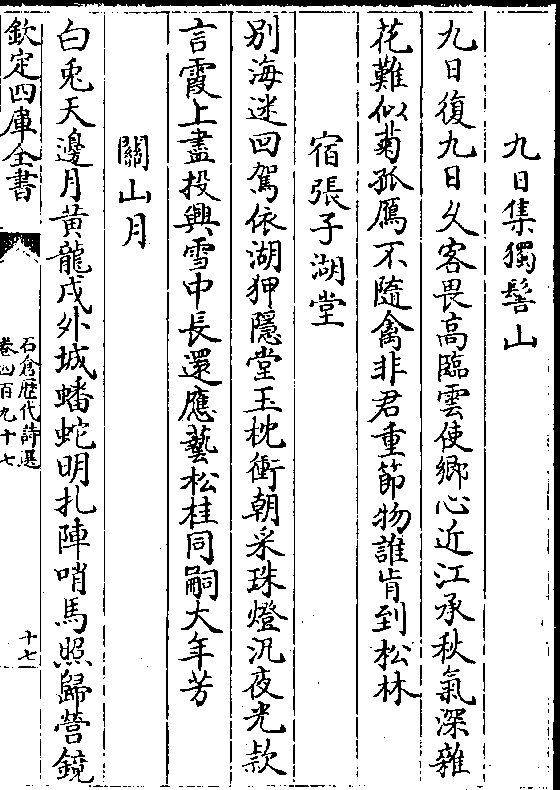 九日集獨髻山
九日復九日久客畏高臨雲使鄉心近江承秋氣深雜
花難似菊孤鴈不隨禽非君重節物誰肯到松林
宿張子湖堂
別海迷回駕依湖狎隱堂玉枕衝朝采珠燈汎夜光款
言霞上盡投興雪中長還應藝松桂同嗣大年芳
關山月
白兎天邊月黃龍戍外城蟠蛇明扎陣哨馬照歸營鏡
欽定四庫全書
石倉歴代詩選
卷四百九十七
十七